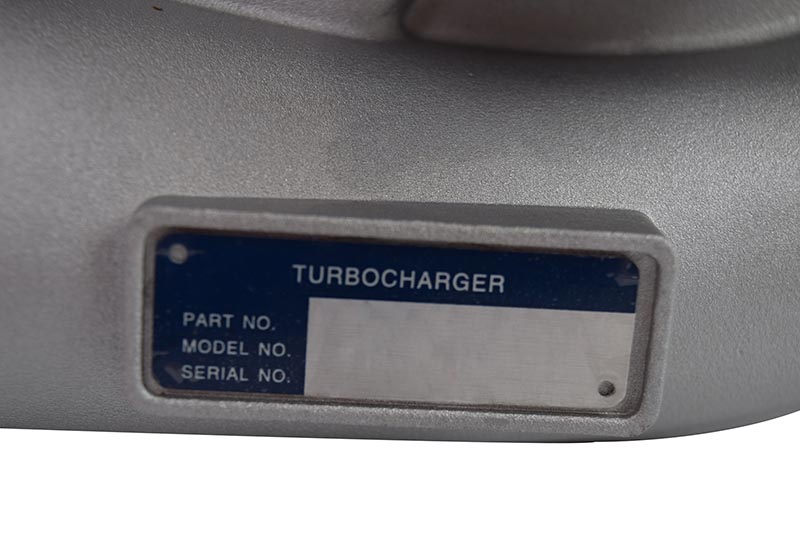 TURBOCHARGER
PART NO.
MODEL NO.
SERIAL NO.